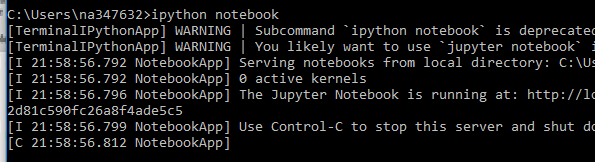 C:\Users\na347632>ipython notebook
[TerminalIPythonApp] WARNING | Subcommand `ipython notebook` is deprecated
[TerminalIPythonApp] WARNING | You likely want to use `jupyter notebook` i
[I 21:58:56.792 NotebookApp] Serving notebooks from local directory: C:\Us
[I 21:58:56.792 NotebookApp] 0 active kernels
[I 21:58:56.796 NotebookApp] The Jupyter Notebook is running at: http://lo
2d81c590fc26a8f4ade5c5
[I 21:58:56.799 NotebookApp] Use Control-C to stop this server and shut do
[C 21:58:56.812 NotebookApp]